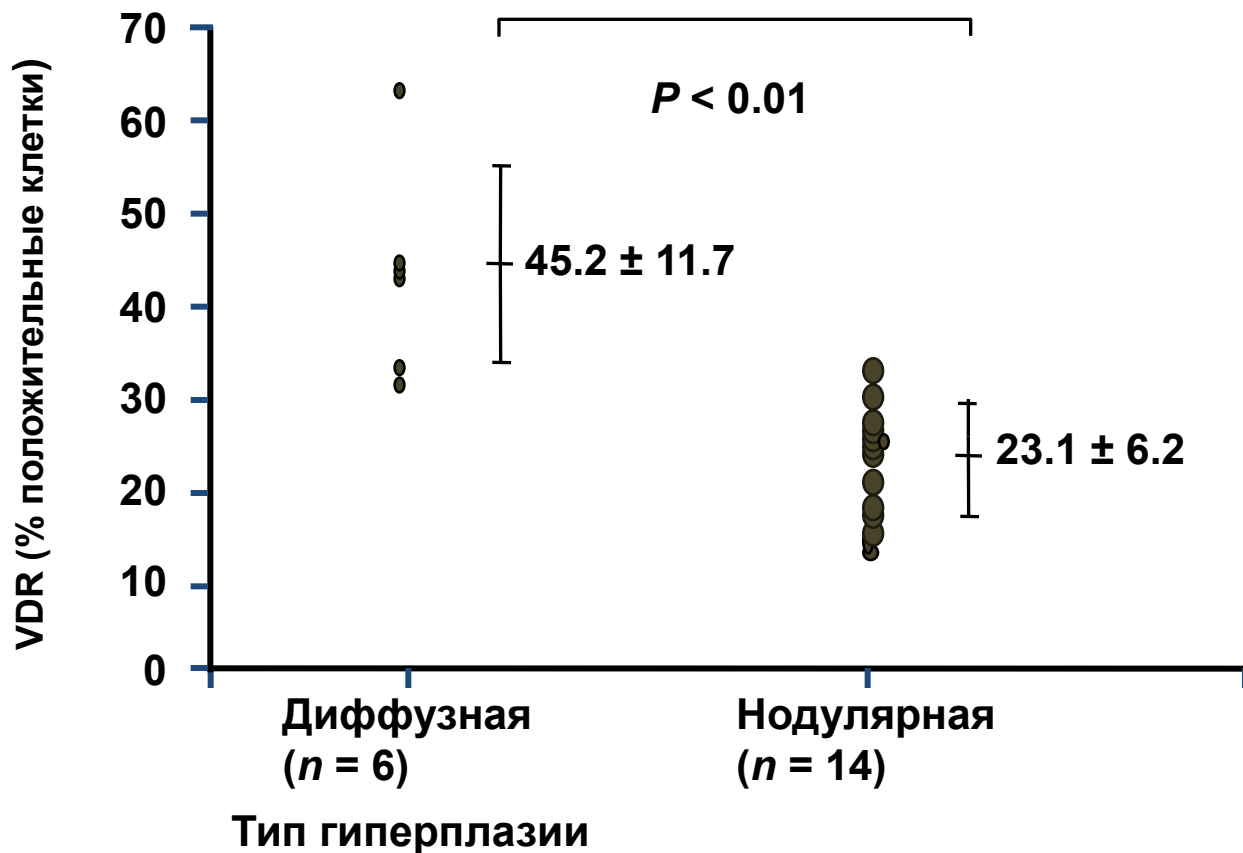 70
60
50
40
30
20
10
0
VDR (% положительные клетки)
P < 0.01
45.2 ± 11.7
23.1 ± 6.2
Диффузная
(n = 6)
Нодулярная
(n = 14)
Тип гиперплазии